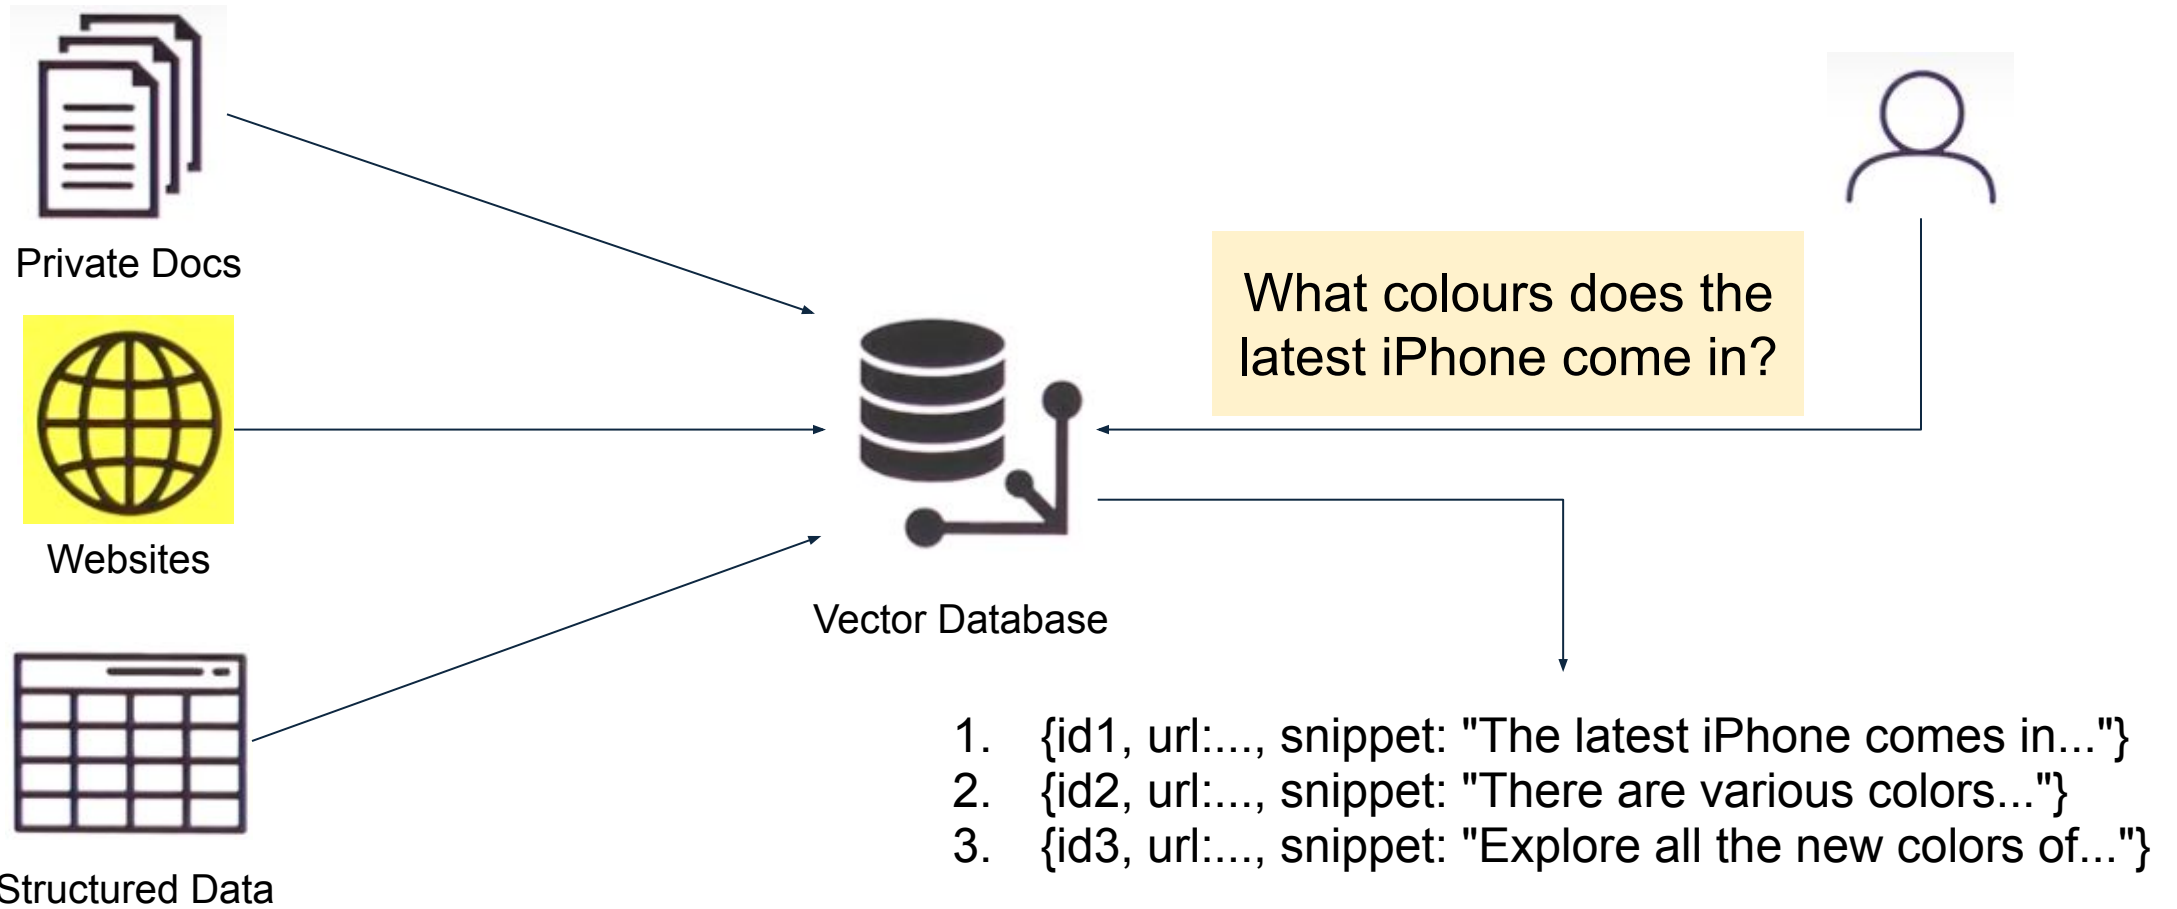 Private Docs
Websites
Structured Data
Vector Database
What colours does the
latest iPhone come in?
1. {id1, url:..., snippet: "The latest iPhone comes in..."}
2. {id2, url:..., snippet: "There are various colors..."}
3. {id3, url:..., snippet: "Explore all the new colors of..."}